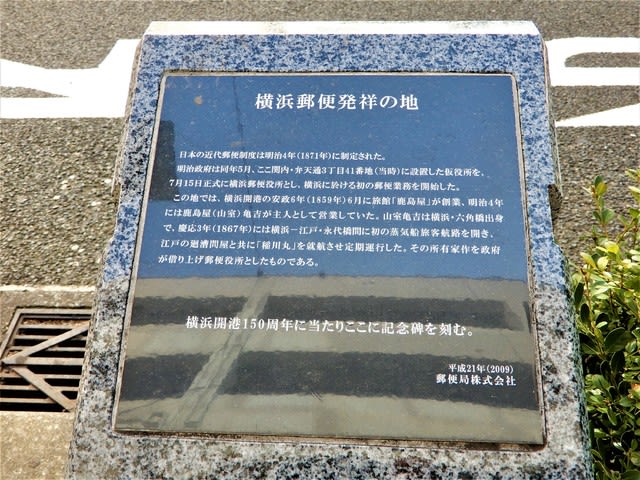 横浜郵便発祥の地
日本の近代郵便制度は明治4年(1871年)に制定された。
明治政府は同年5月、ここ関内・弁天通3丁目41番地(当時)に設置した仮役所を、
7月15日正式に横浜郵便役所とし、横浜に於ける初の郵便業務を開始した。
この地では、横浜開港の安政6年(1859年)6月に旅館「鹿島屋」が創業、明治4年
には鹿島屋(山室)亀吉が主人として営業していた。山室亀吉は横浜・六角橋出身
で、慶応3年(1867年)には横浜－江戸・永代橋間に初の蒸気船旅客航路を開き、
江戸の廻漕問屋と共に「稲川丸」を就航させ定期運行した。その所有家作を政府
が借り上げ郵便役所としたものである。
横浜開港150周年に当たりここに記念碑を刻む。
平成21年(2009)
郵便局株式会社